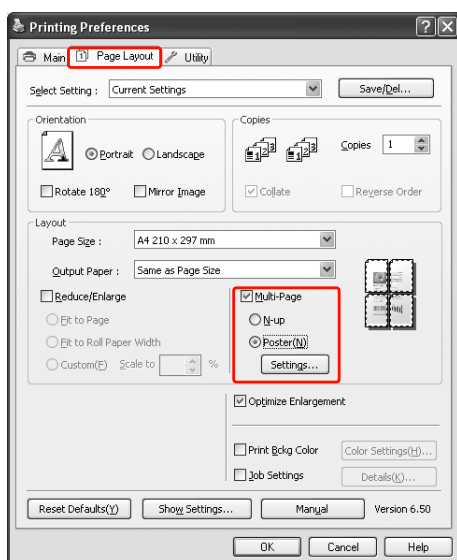 Printing Preferences
Main Page Layout Utility
Select Setting : Current Settings Save/Del...
Orientation Copies
Portrait Landscape Copies 1
Rotate 180° Mirror Image Collate Reverse Order
Layout
Page Size : A4 210 x 297 mm
Output Paper : Same as Page Size
Reduce/Enlarge Multi-Page
Fit to Page N-up
Fit to Roll Paper Width Poster(N)
Custom(F) Scale to % Settings...
Optimize Enlargement
Print Bckg Color Color Settings(H)...
Job Settings Details(K)...
Reset Defaults(Y) Show Settings... Manual Version 6.50
OK Cancel Help